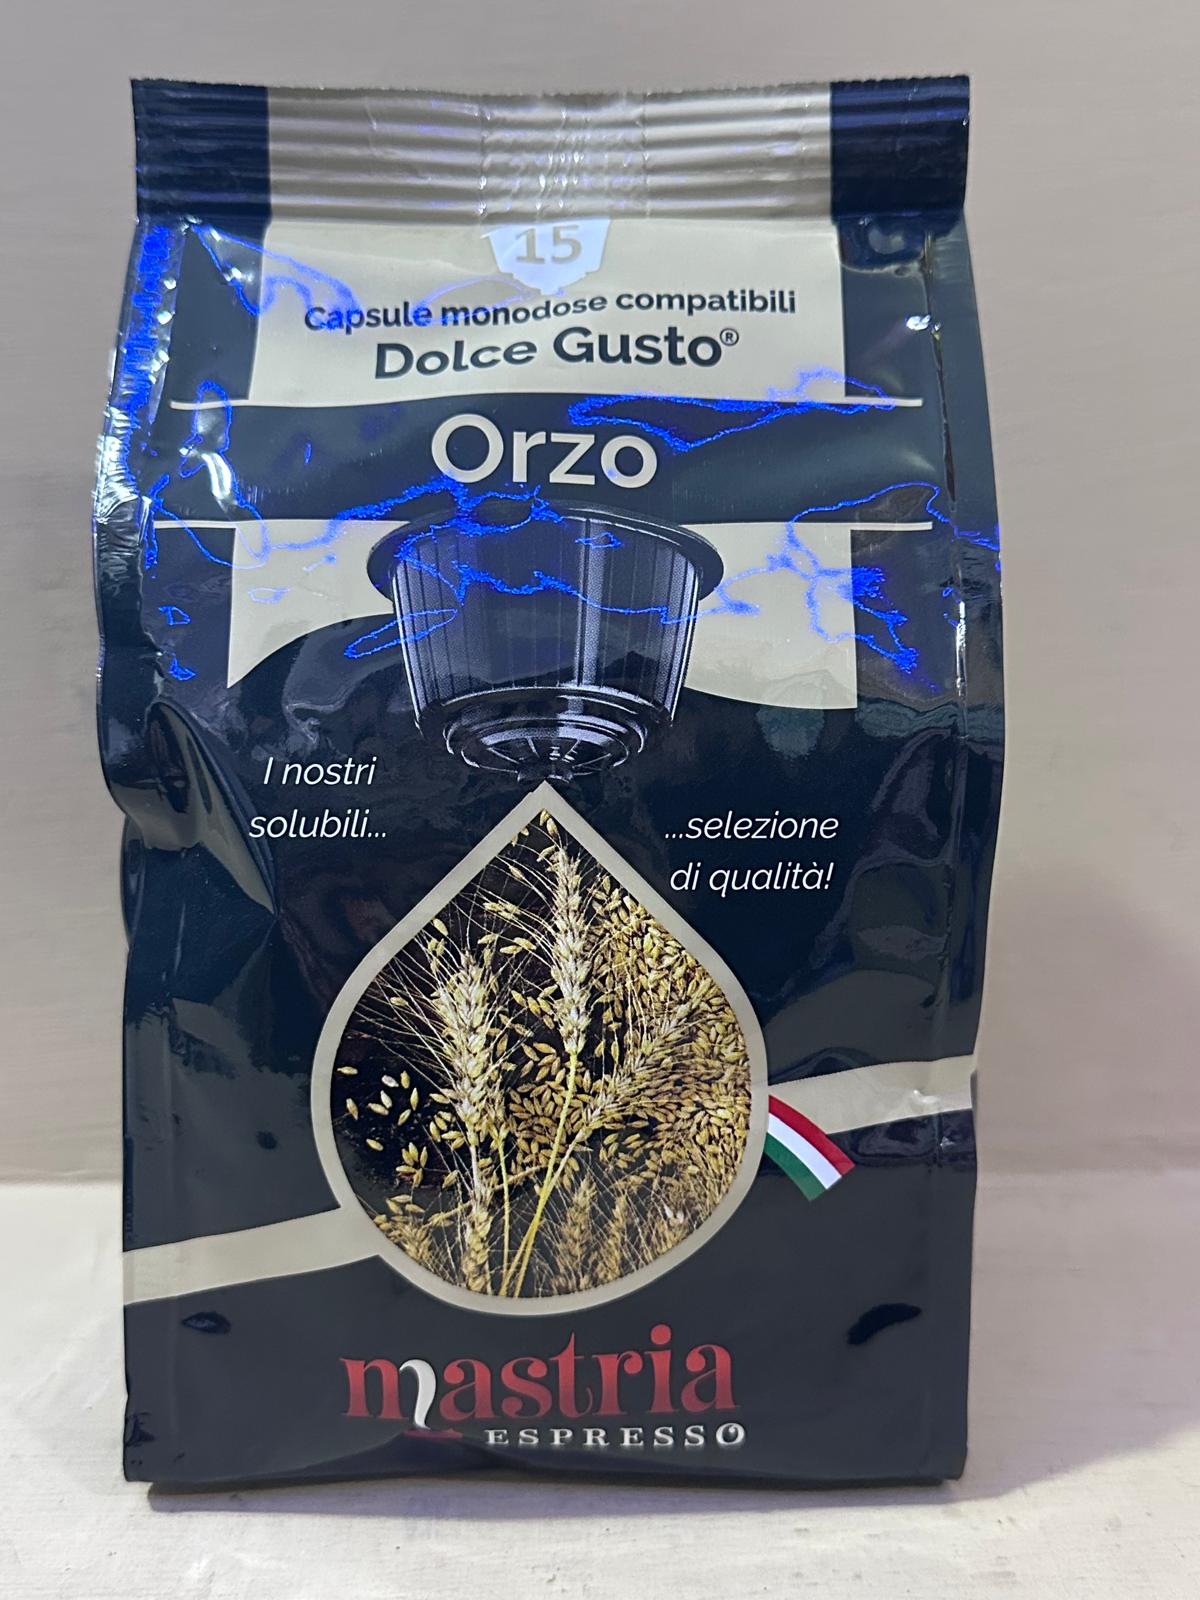 15
Capsule monodose compatibili
Dolce Gusto®
Orzo
I nostri
solubili...
...selezione
di qualità!
mastria
ESPRESSO